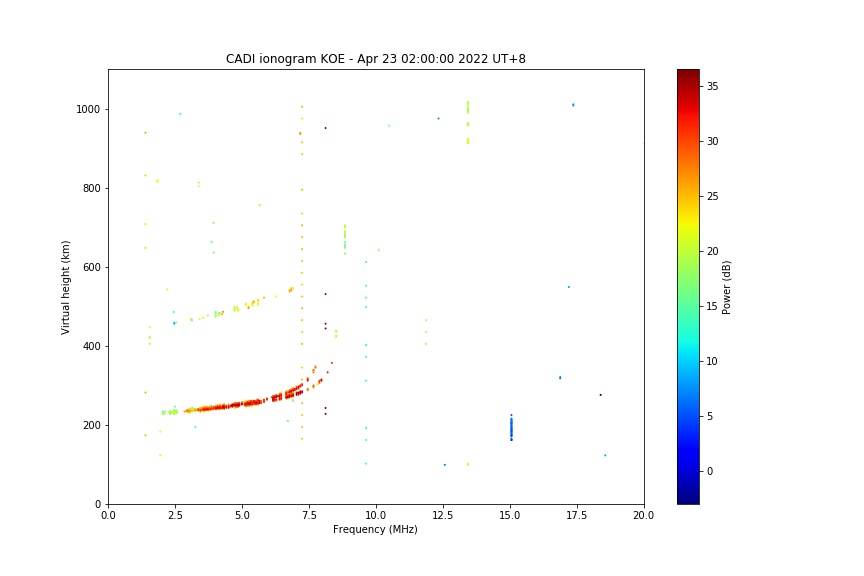 CADI ionogram KOE - Apr 23 02:00:00 2022 UT+8
Virtual height (km)
1000
800
600
400
200
0
0.0 2.5 5.0 7.5 10.0 12.5 15.0 17.5 20.0
Frequency (MHz)
35
30
25
20
15
10
5
0
Power (dB)